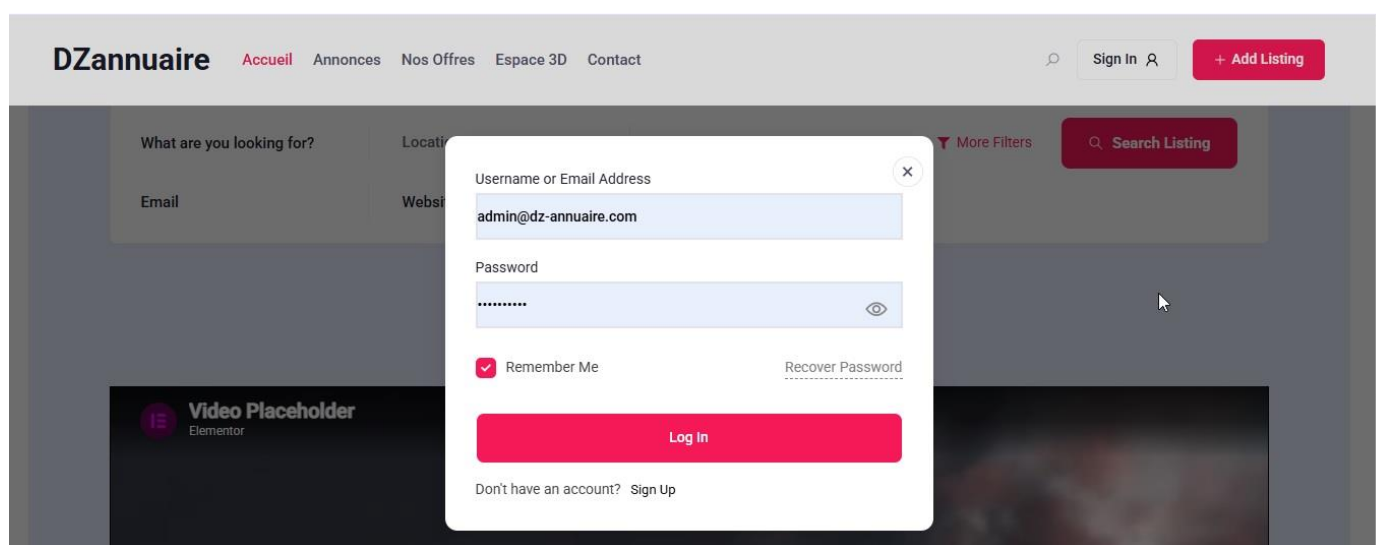 DZannuaire Accueil Annonces Nos Offres Espace 3D Contact Sign In + Add Listing
What are you looking for? Locati More Filters Search Listing
Email Websi
Username or Email Address
admin@dz-annuaire.com
Password
••••••••••
Remember Me Recover Password
Log In
Don't have an account? Sign Up
Video Placeholder
Elementor